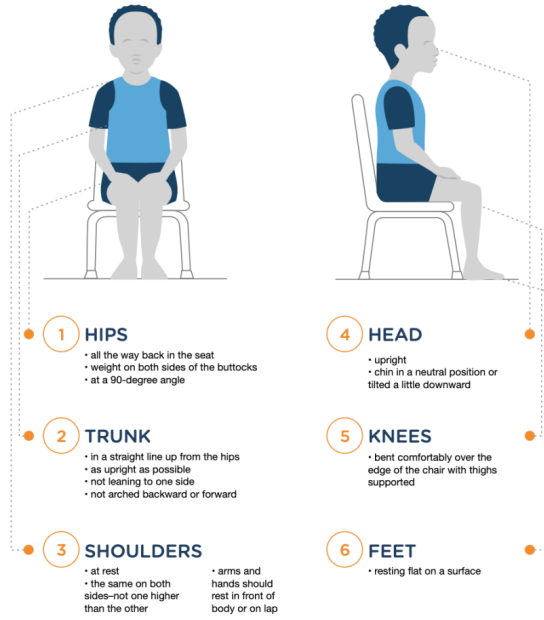 1 HIPS
• all the way back in the seat
• weight on both sides of the buttocks
• at a 90-degree angle
2 TRUNK
• in a straight line up from the hips
• as upright as possible
• not leaning to one side
• not arched backward or forward
3 SHOULDERS
• at rest
• the same on both
sides–not one higher
than the other
• arms and
hands should
rest in front of
body or on lap
4 HEAD
• upright
• chin in a neutral position or
tilted a little downward
5 KNEES
• bent comfortably over the
edge of the chair with thighs
supported
6 FEET
• resting flat on a surface